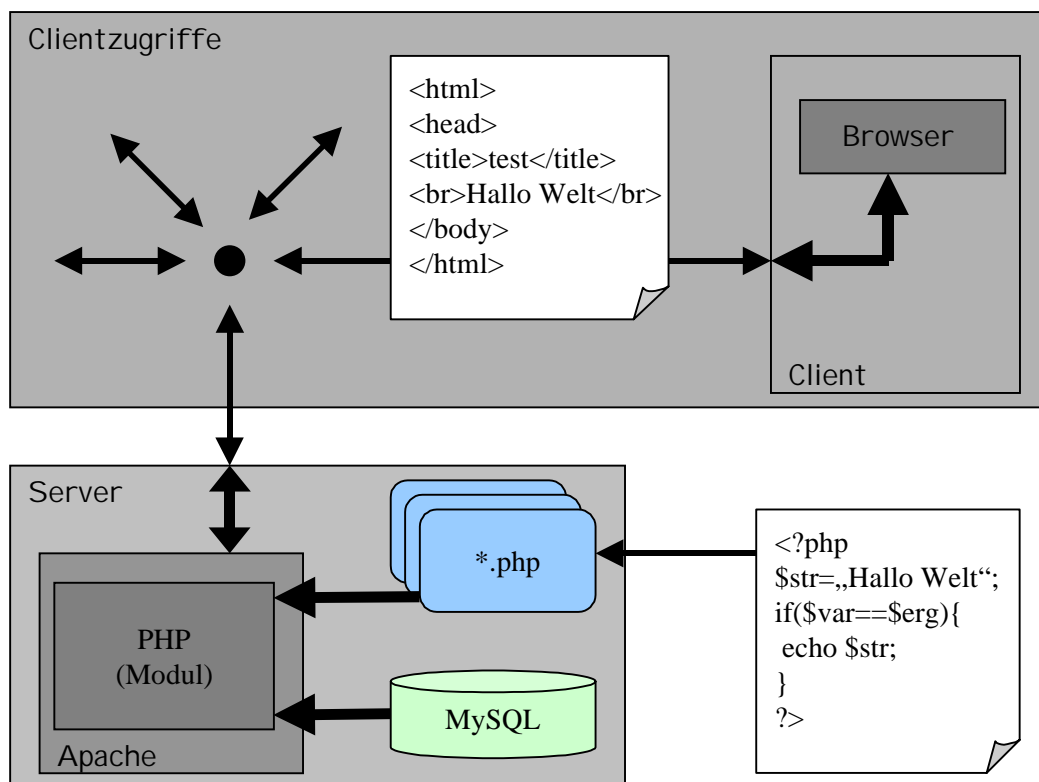 Clientzugriffe
<html>
<head>
<title>test</title>
<br>Hallo Welt</br>
</body>
</html>
Browser
Client
Server
*.php
PHP
(Modul)
MySQL
Apache
<?php
$str=„Hallo Welt“;
if($var==$erg){
echo $str;
}
?>